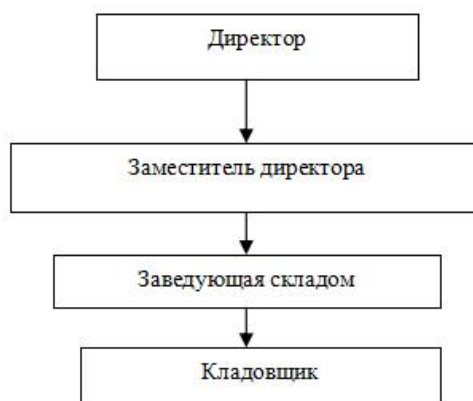 Директор
Заместитель директора
Заведующая складом
Кладовщик